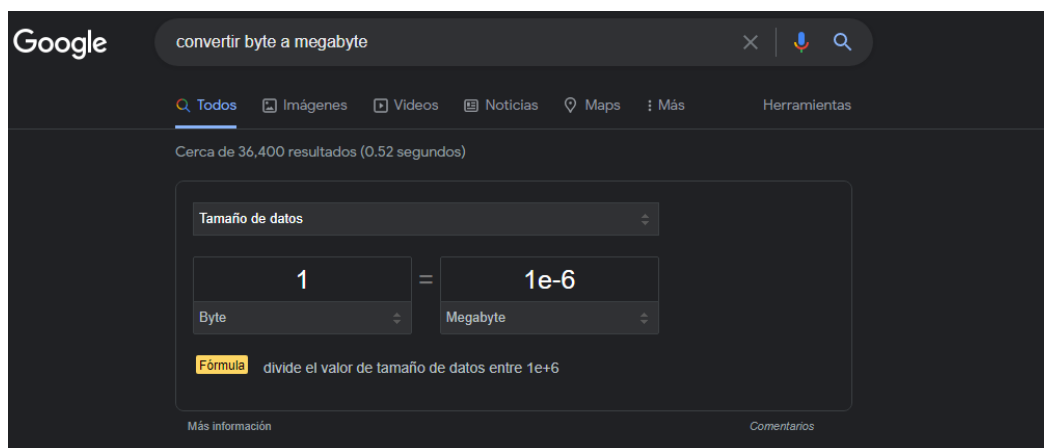 Google convertir byte a megabyte
Todos Imágenes Videos Noticias Maps Más Herramientas
Cerca de 36,400 resultados (0.52 segundos)
Tamaño de datos
1 = 1e-6
Byte Megabyte
Fórmula divide el valor de tamaño de datos entre 1e+6
Más información Comentarios